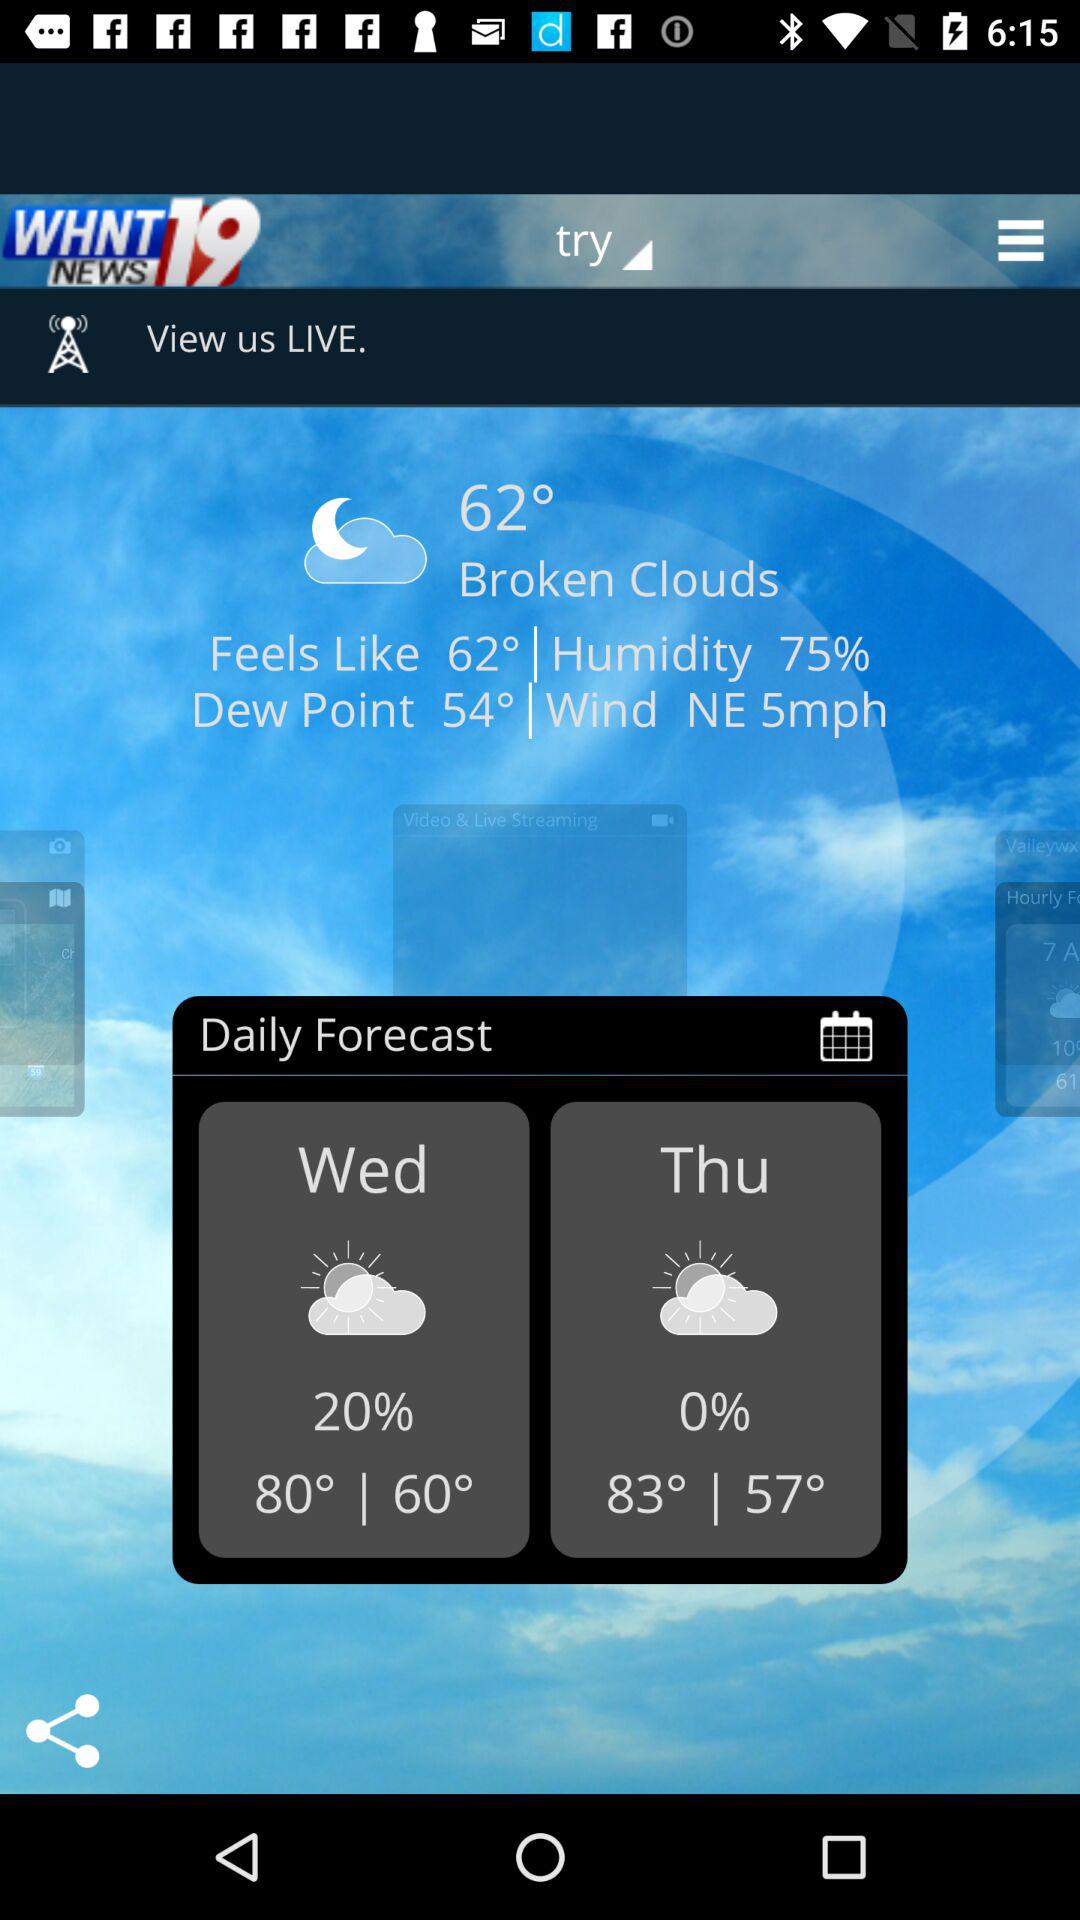 6:15
WHNT 19
NEWS
try
View us LIVE.
62°
Broken Clouds
Feels Like 62° Humidity 75%
Dew Point 54° Wind NE 5mph
Video & Live Streaming
Valleywx
Hourly Fo
7 A
10%
61
59
Daily Forecast
Wed
20%
80° | 60°
Thu
0%
83° | 57°